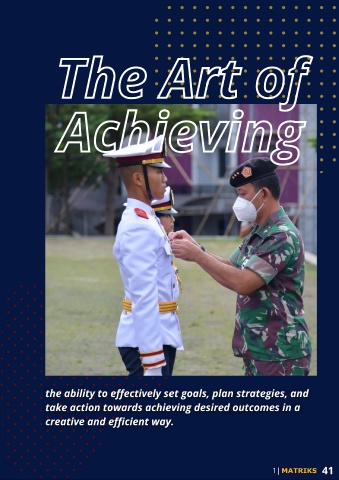 The Art of
Achieving
the ability to effectively set goals, plan strategies, and
take action towards achieving desired outcomes in a
creative and efficient way.
1| MATRIKS 41